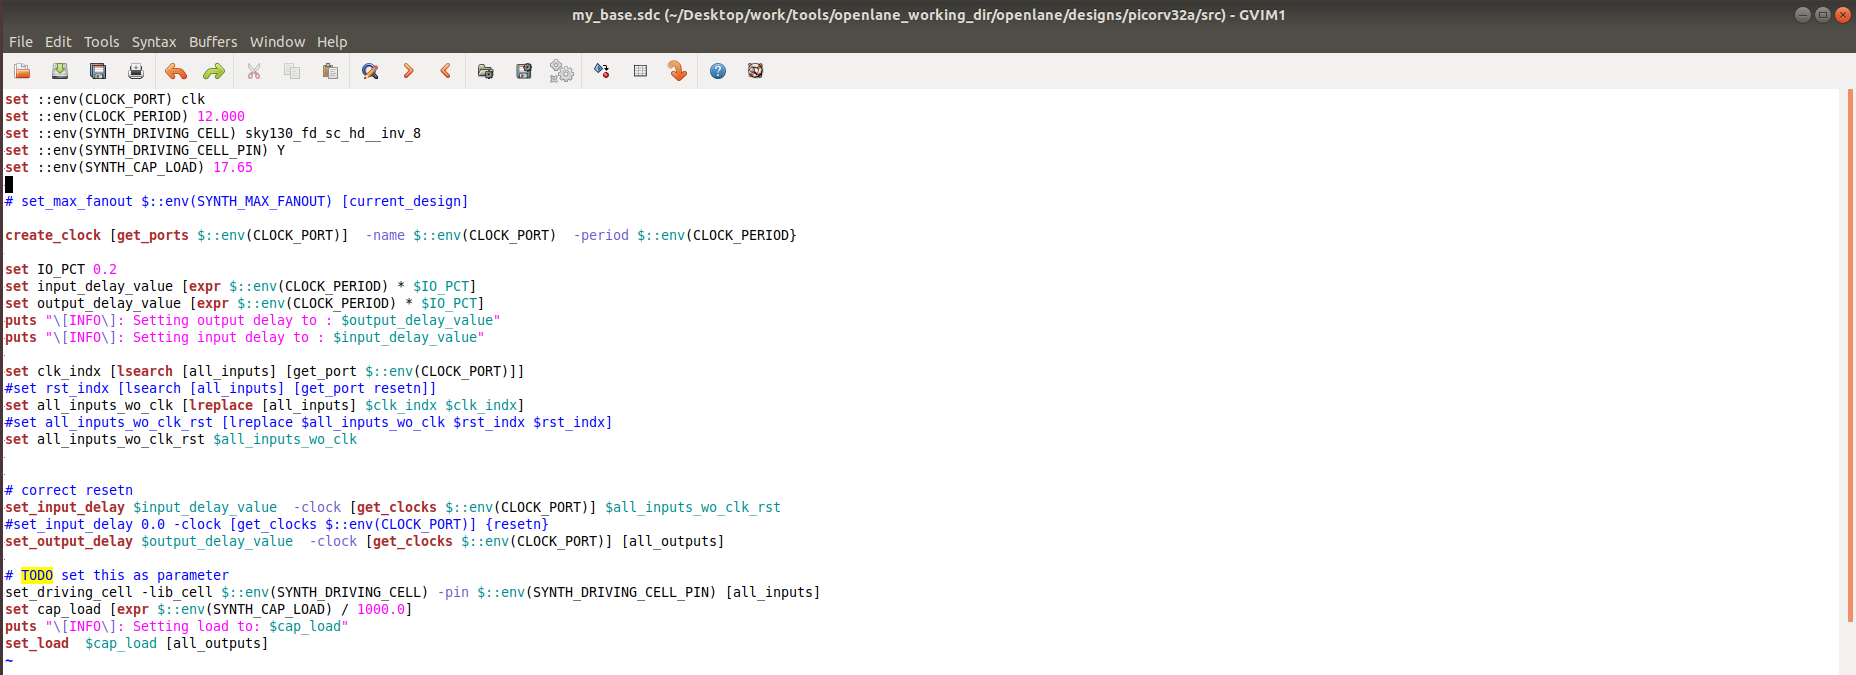 my_base.sdc (~/Desktop/work/tools/openlane_working_dir/openlane/designs/picorv32a/src) - GVIM1
File Edit Tools Syntax Buffers Window Help
set ::env(CLOCK_PORT) clk
set ::env(CLOCK_PERIOD) 12.000
set ::env(SYNTH_DRIVING_CELL) sky130_fd_sc_hd__inv_8
set ::env(SYNTH_DRIVING_CELL_PIN) Y
set ::env(SYNTH_CAP_LOAD) 17.65
# set_max_fanout $::env(SYNTH_MAX_FANOUT) [current_design]
create_clock [get_ports $::env(CLOCK_PORT)]  -name $::env(CLOCK_PORT)  -period $::env(CLOCK_PERIOD}
set IO_PCT 0.2
set input_delay_value [expr $::env(CLOCK_PERIOD) * $IO_PCT]
set output_delay_value [expr $::env(CLOCK_PERIOD) * $IO_PCT]
puts "\[INFO\]: Setting output delay to : $output_delay_value"
puts "\[INFO\]: Setting input delay to : $input_delay_value"
set clk_indx [lsearch [all_inputs] [get_port $::env(CLOCK_PORT)]]
#set rst_indx [lsearch [all_inputs] [get_port resetn]]
set all_inputs_wo_clk [lreplace [all_inputs] $clk_indx $clk_indx]
#set all_inputs_wo_clk_rst [lreplace $all_inputs_wo_clk $rst_indx $rst_indx]
set all_inputs_wo_clk_rst $all_inputs_wo_clk
# correct resetn
set_input_delay $input_delay_value  -clock [get_clocks $::env(CLOCK_PORT)] $all_inputs_wo_clk_rst
#set_input_delay 0.0 -clock [get_clocks $::env(CLOCK_PORT)] {resetn}
set_output_delay $output_delay_value  -clock [get_clocks $::env(CLOCK_PORT)] [all_outputs]
# TODO set this as parameter
set_driving_cell -lib_cell $::env(SYNTH_DRIVING_CELL) -pin $::env(SYNTH_DRIVING_CELL_PIN) [all_inputs]
set cap_load [expr $::env(SYNTH_CAP_LOAD) / 1000.0]
puts "\[INFO\]: Setting load to: $cap_load"
set_load  $cap_load [all_outputs]
~